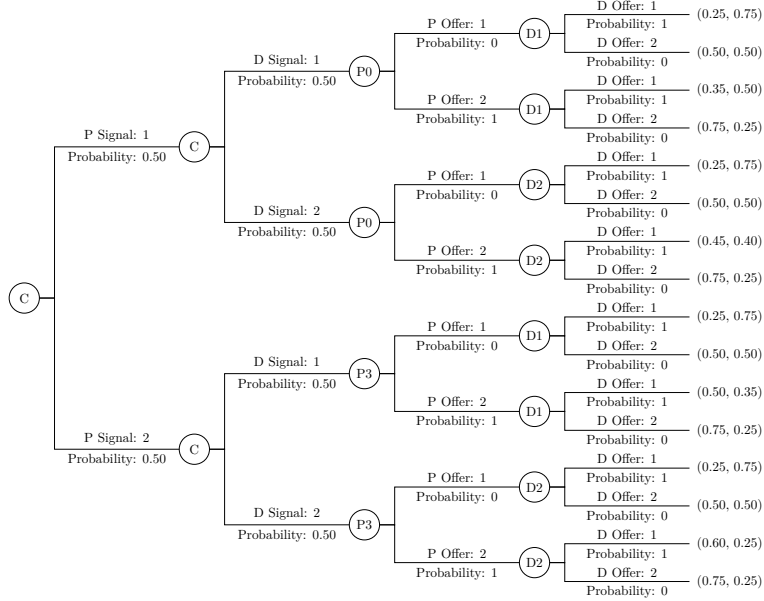 D Offer: 1
(0.25, 0.75)
P Offer: 1
Probability: 1
Probability: 0
D1
D Offer: 2
(0.50, 0.50)
D Signal: 1
Probability: 0
Probability: 0.50
P0
D Offer: 1
(0.35, 0.50)
P Offer: 2
Probability: 1
Probability: 1
D1
D Offer: 2
(0.75, 0.25)
P Signal: 1
Probability: 0
Probability: 0.50
C
D Offer: 1
(0.25, 0.75)
P Offer: 1
Probability: 1
Probability: 0
D2
D Offer: 2
(0.50, 0.50)
D Signal: 2
Probability: 0
Probability: 0.50
P0
D Offer: 1
(0.45, 0.40)
P Offer: 2
Probability: 1
Probability: 1
D2
D Offer: 2
(0.75, 0.25)
Probability: 0
C
D Offer: 1
(0.25, 0.75)
P Offer: 1
Probability: 1
Probability: 0
D1
D Offer: 2
(0.50, 0.50)
D Signal: 1
Probability: 0
Probability: 0.50
P3
D Offer: 1
(0.50, 0.35)
P Offer: 2
Probability: 1
Probability: 1
D1
D Offer: 2
(0.75, 0.25)
P Signal: 2
Probability: 0
Probability: 0.50
C
D Offer: 1
(0.25, 0.75)
P Offer: 1
Probability: 1
Probability: 0
D2
D Offer: 2
(0.50, 0.50)
D Signal: 2
Probability: 0
Probability: 0.50
P3
D Offer: 1
(0.60, 0.25)
P Offer: 2
Probability: 1
Probability: 1
D2
D Offer: 2
(0.75, 0.25)
Probability: 0